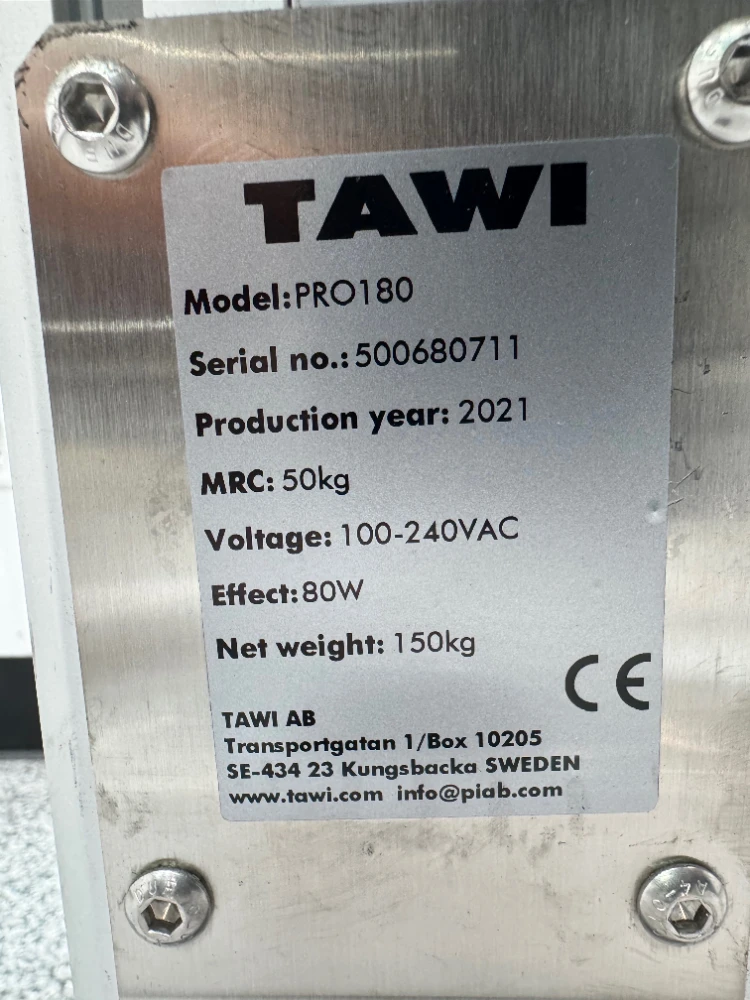 TAWI
Model: PRO180
Serial no.: 500680711
Production year: 2021
MRC: 50kg
Voltage: 100-240VAC
Effect: 80W
Net weight: 150kg
CE
TAWI AB
Transportgatan 1/Box 10205
SE-434 23 Kungsbacka SWEDEN
www.tawi.com info@piab.com